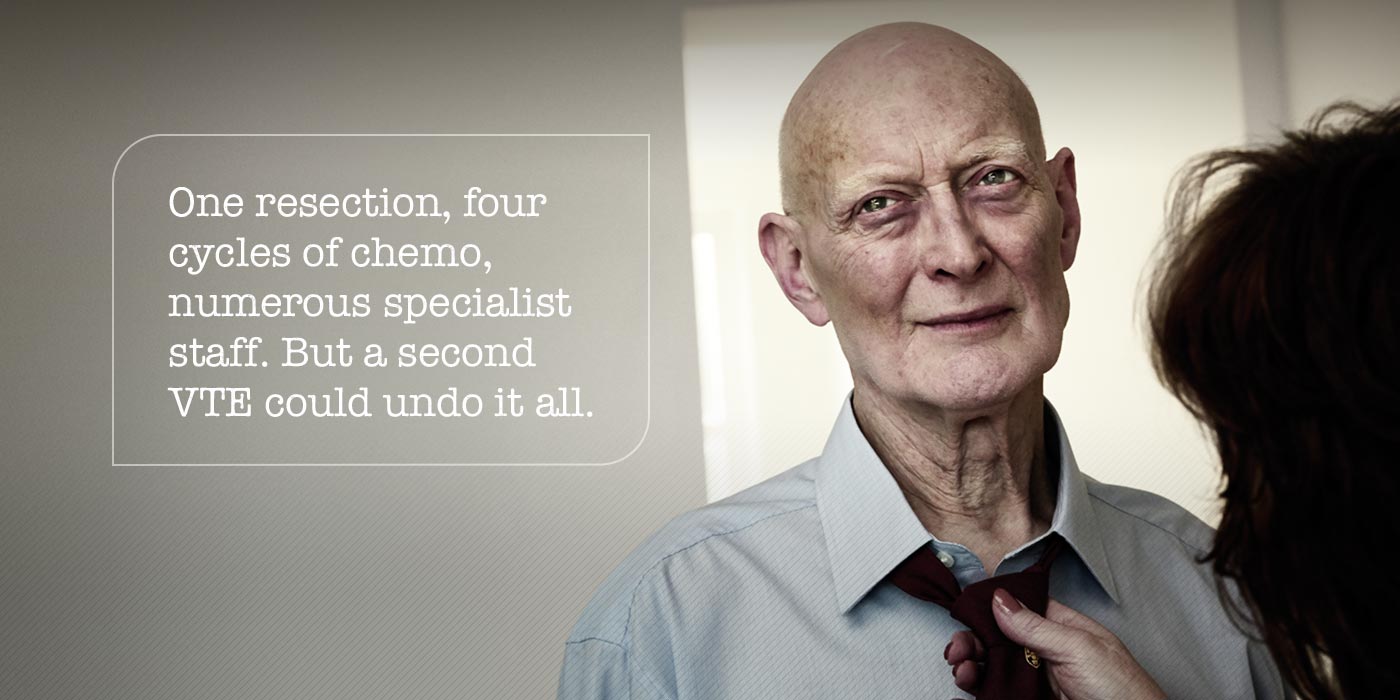 One resection, four
cycles of chemo,
numerous specialist
staff. But a second
VTE could undo it all.